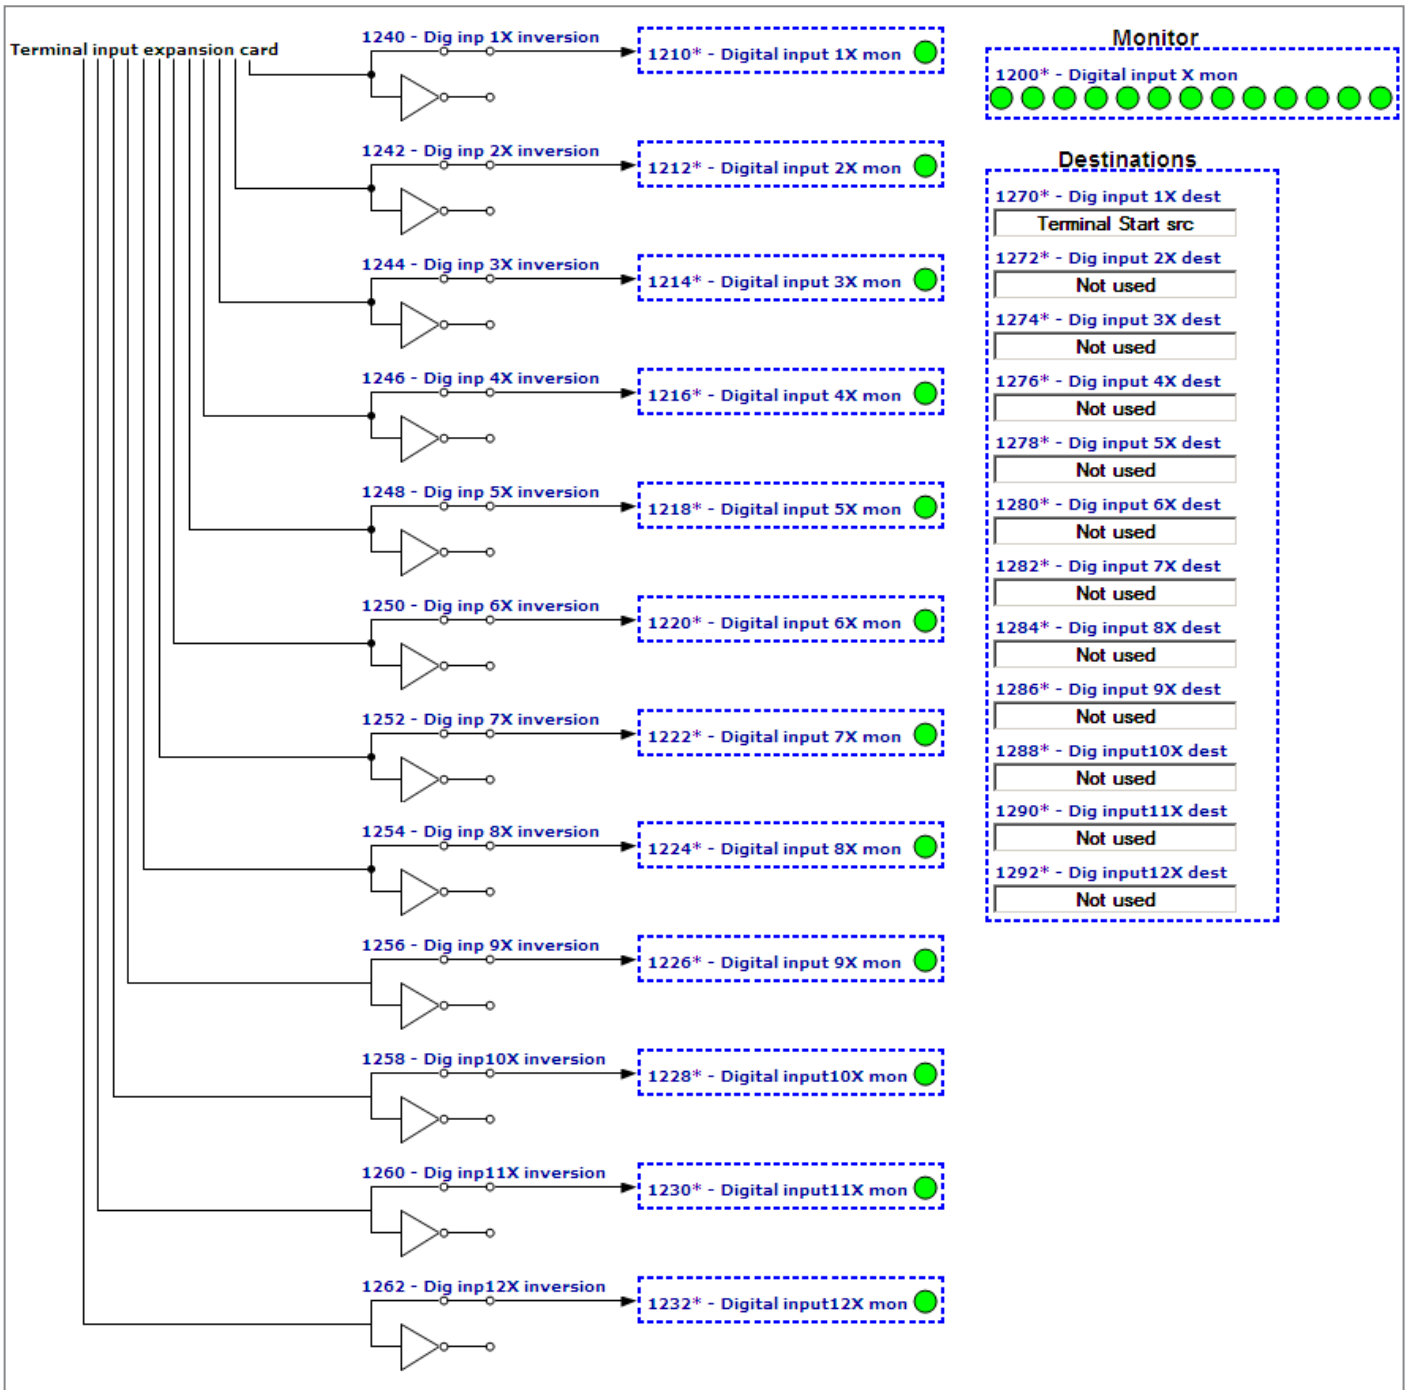 Terminal input expansion card
1240 - Dig inp 1X inversion
1210* - Digital input 1X mon
1242 - Dig inp 2X inversion
1212* - Digital input 2X mon
1244 - Dig inp 3X inversion
1214* - Digital input 3X mon
1246 - Dig inp 4X inversion
1216* - Digital input 4X mon
1248 - Dig inp 5X inversion
1218* - Digital input 5X mon
1250 - Dig inp 6X inversion
1220* - Digital input 6X mon
1252 - Dig inp 7X inversion
1222* - Digital input 7X mon
1254 - Dig inp 8X inversion
1224* - Digital input 8X mon
1256 - Dig inp 9X inversion
1226* - Digital input 9X mon
1258 - Dig inp10X inversion
1228* - Digital input10X mon
1260 - Dig inp11X inversion
1230* - Digital input11X mon
1262 - Dig inp12X inversion
1232* - Digital input12X mon
Monitor
1200* - Digital input X mon
Destinations
1270* - Dig input 1X dest
Terminal Start src
1272* - Dig input 2X dest
Not used
1274* - Dig input 3X dest
Not used
1276* - Dig input 4X dest
Not used
1278* - Dig input 5X dest
Not used
1280* - Dig input 6X dest
Not used
1282* - Dig input 7X dest
Not used
1284* - Dig input 8X dest
Not used
1286* - Dig input 9X dest
Not used
1288* - Dig input10X dest
Not used
1290* - Dig input11X dest
Not used
1292* - Dig input12X dest
Not used